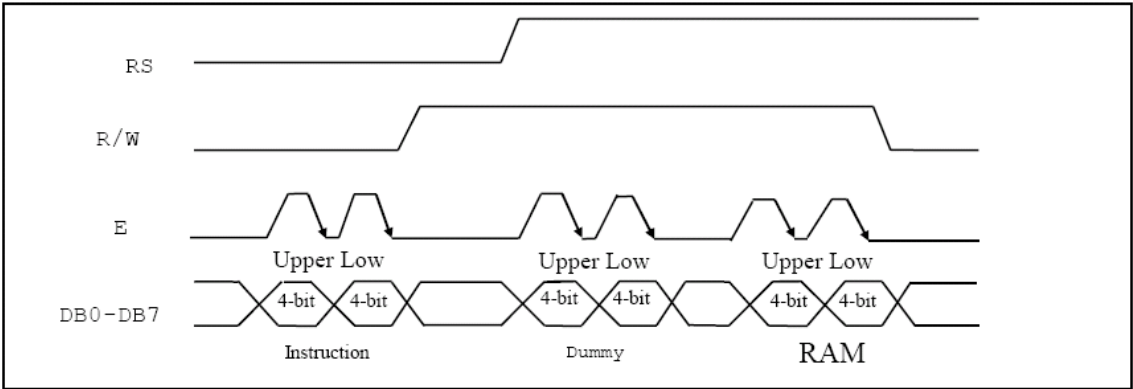 RS
R/W
E
Upper Low Upper Low Upper Low
DB0-DB7 4-bit 4-bit 4-bit 4-bit 4-bit 4-bit
Instruction Dummy RAM